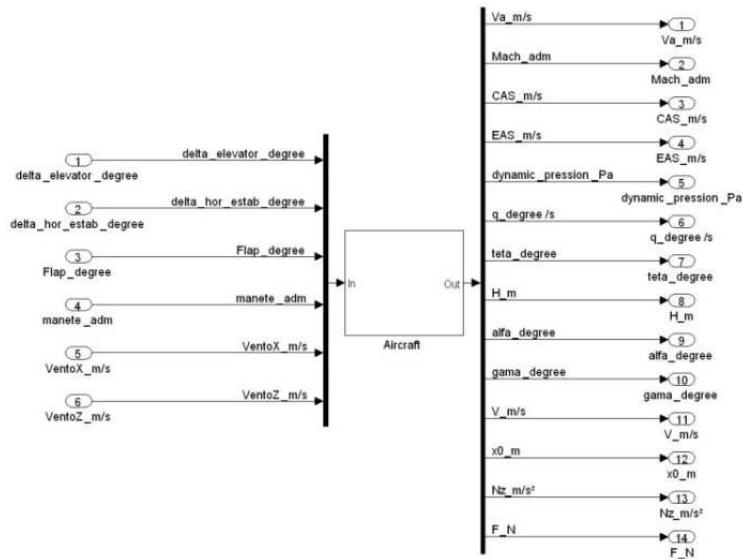 delta_elevator_degree
1
delta_elevator_degree
delta_hor_estab_degree
2
delta_hor_estab_degree
Flap_degree
3
Flap_degree
manete_adm
4
manete_adm
VentoX_m/s
5
VentoX_m/s
VentoZ_m/s
6
VentoZ_m/s
In
Out
Aircraft
Va_m/s
1
Va_m/s
Mach_adm
2
Mach_adm
CAS_m/s
3
CAS_m/s
EAS_m/s
4
EAS_m/s
dynamic_pression_Pa
5
dynamic_pression_Pa
q_degree/s
6
q_degree/s
teta_degree
7
teta_degree
H_m
8
H_m
alfa_degree
9
alfa_degree
gama_degree
10
gama_degree
V_m/s
11
V_m/s
x0_m
12
x0_m
Nz_m/s²
13
Nz_m/s²
F_N
14
F_N